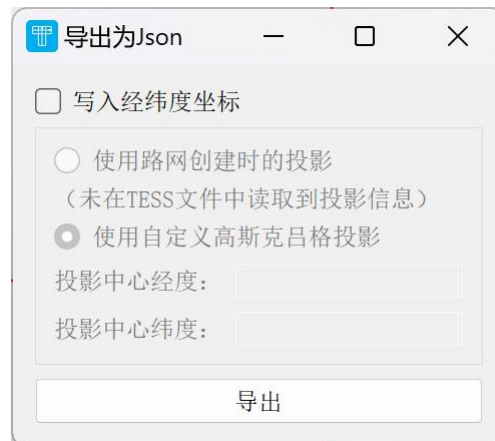 导出为Json
写入经纬度坐标
使用路网创建时的投影
（未在TESS文件中读取到投影信息）
使用自定义高斯克吕格投影
投影中心经度：
投影中心纬度：
导出